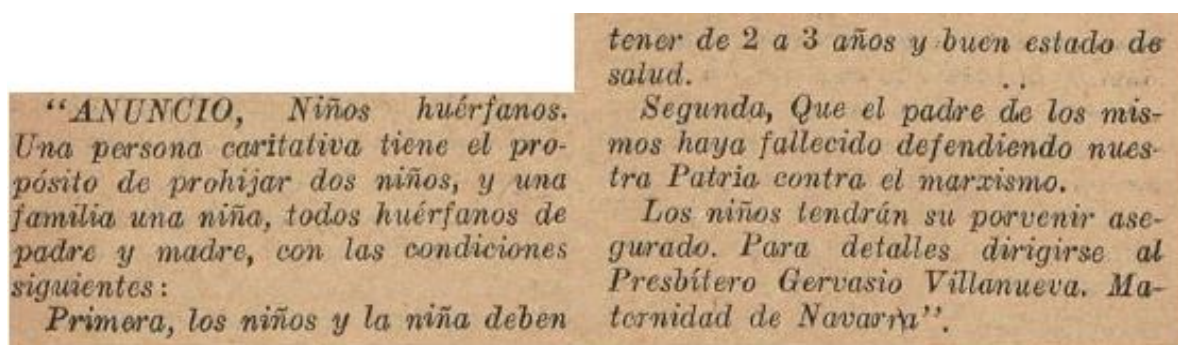 “ANUNCIO, Niños huérfanos.
Una persona caritativa tiene el pro-
pósito de prohijar dos niños, y una
familia una niña, todos huérfanos de
padre y madre, con las condiciones
siguientes:
Primera, los niños y la niña deben
tener de 2 a 3 años y buen estado de
salud.
Segunda, Que el padre de los mis-
mos haya fallecido defendiendo nues-
tra Patria contra el marxismo.
Los niños tendrán su porvenir ase-
gurado. Para detalles dirigirse al
Presbítero Gervasio Villanueva. Ma-
ternidad de Navarra”.